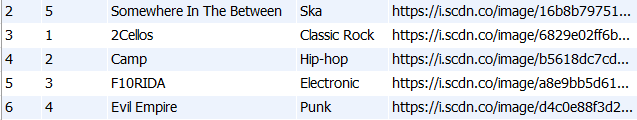 2 5 Somewhere In The Between Ska https://i.scdn.co/image/16b8b79751...
3 1 2Cellos Classic Rock https://i.scdn.co/image/6829e02ff6b...
4 2 Camp Hip-hop https://i.scdn.co/image/b5618dc7cd...
5 3 F10RIDA Electronic https://i.scdn.co/image/a8e9bb5d61...
6 4 Evil Empire Punk https://i.scdn.co/image/d4c0e88f3d2...